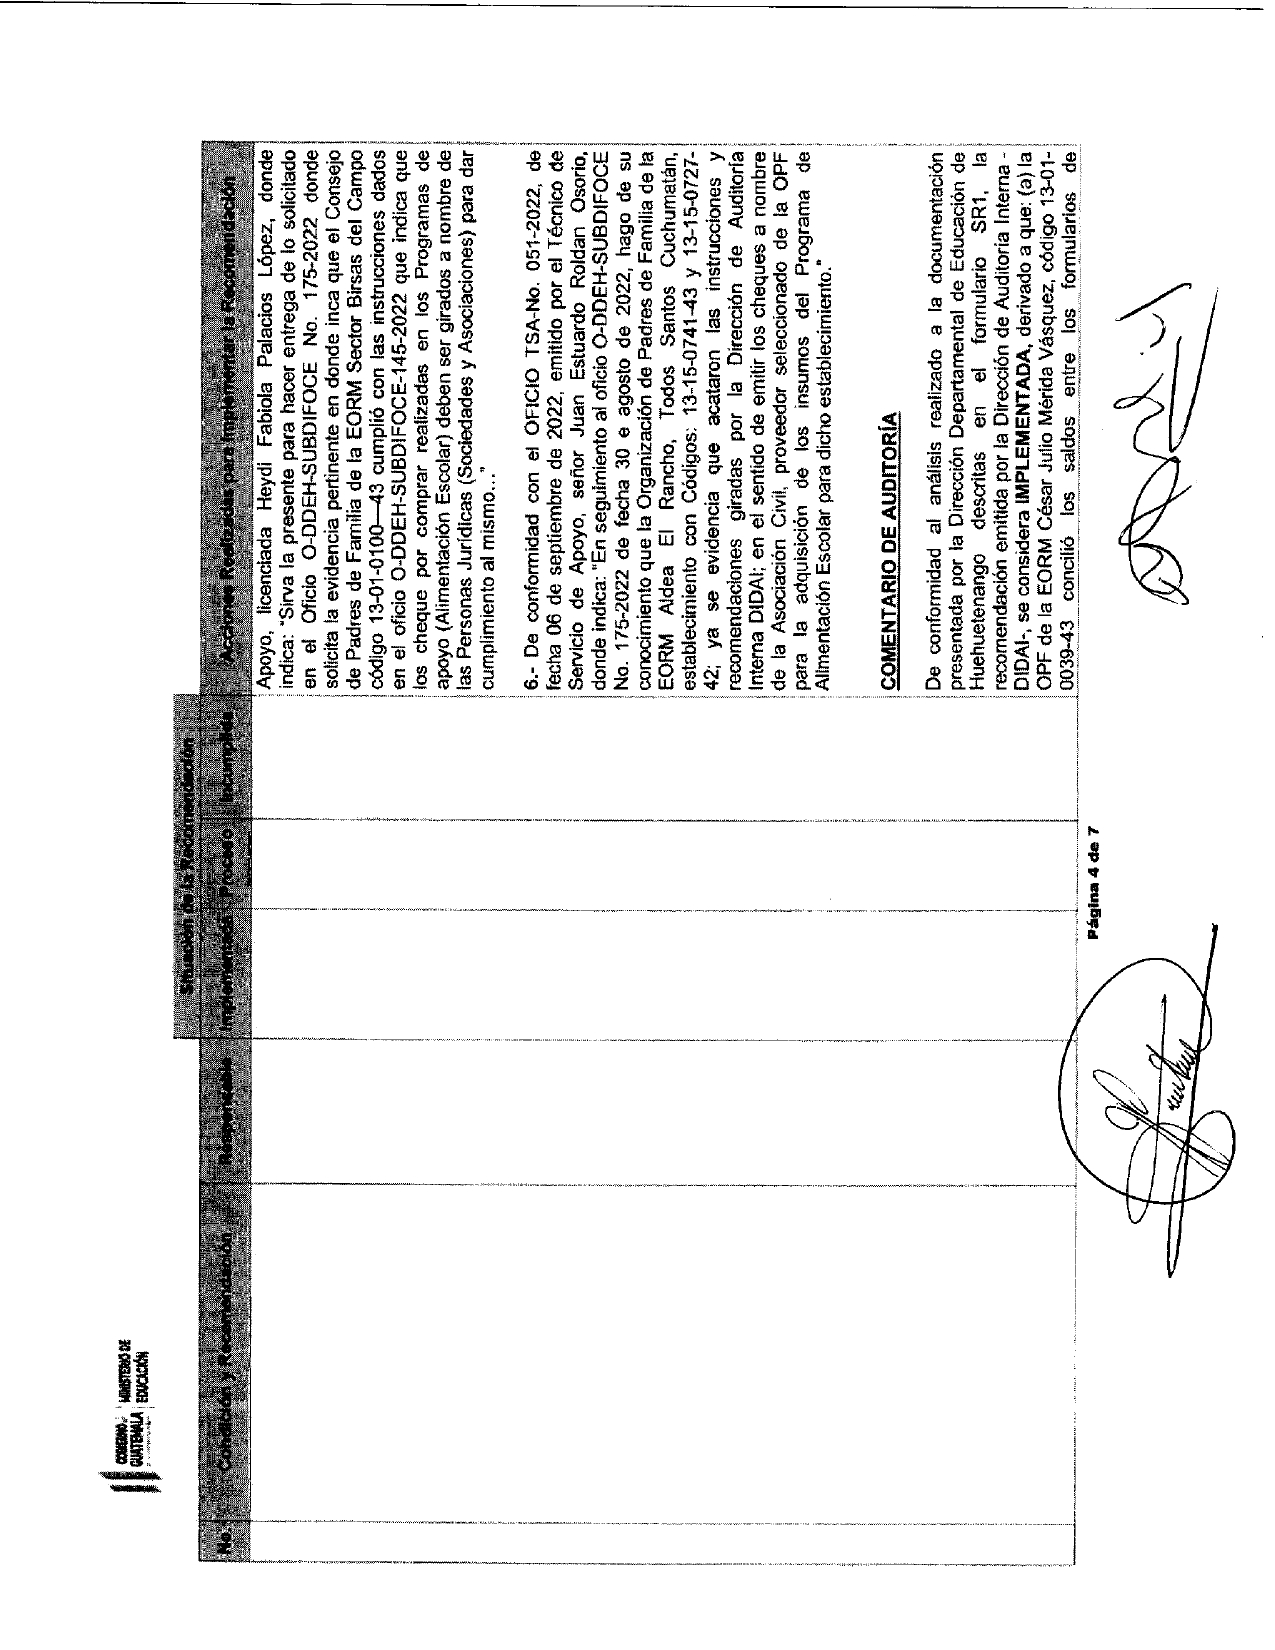 GOBIERNO DE
GUATEMALA
MINISTERIO DE
EDUCACIÓN
Situación de la Recomendación
No.
Condición y Recomendación
Responsable
Implementada
Proceso
Incumplida
Acciones Realizadas para Implementar la Recomendación
Apoyo, licenciada Heydi Fabiola Palacios López, donde
indica: "Sirva la presente para hacer entrega de lo solicitado
en el Oficio O-DDEH-SUBDIFOCE No. 175-2022 donde
solicita la evidencia pertinente en donde inca que el Consejo
de Padres de Familia de la EORM Sector Birsas del Campo
código 13-01-0100—43 cumplió con las instrucciones dados
en el oficio O-DDEH-SUBDIFOCE-145-2022 que indica que
los cheque por comprar realizadas en los Programas de
apoyo (Alimentación Escolar) deben ser girados a nombre de
las Personas Jurídicas (Sociedades y Asociaciones) para dar
cumplimiento al mismo..."
6.- De conformidad con el OFICIO TSA-No. 051-2022, de
fecha 06 de septiembre de 2022, emitido por el Técnico de
Servicio de Apoyo, señor Juan Estuardo Roldan Osorio,
donde indica: "En seguimiento al oficio O-DDEH-SUBDIFOCE
No. 175-2022 de fecha 30 e agosto de 2022, hago de su
conocimiento que la Organización de Padres de Familia de la
EORM Aldea El Rancho, Todos Santos Cuchumatán,
establecimiento con Códigos: 13-15-0741-43 y 13-15-0727-
42; ya se evidencia que acataron las instrucciones y
recomendaciones giradas por la Dirección de Auditoría
Interna DIDAI; en el sentido de emitir los cheques a nombre
de la Asociación Civil, proveedor seleccionado de la OPF
para la adquisición de los insumos del Programa de
Alimentación Escolar para dicho establecimiento."
COMENTARIO DE AUDITORÍA
De conformidad al análisis realizado a la documentación
presentada por la Dirección Departamental de Educación de
Huehuetenango descritas en el formulario SR1, la
recomendación emitida por la Dirección de Auditoría Interna -
DIDAI-, se considera IMPLEMENTADA, derivado a que: (a) la
OPF de la EORM César Julio Mérida Vásquez, código 13-01-
0039-43 concilió los saldos entre los formularios de
Página 4 de 7